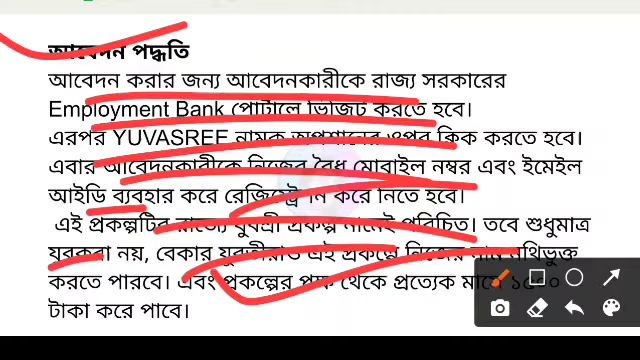 আবেদন পদ্ধতি
আবেদন করার জন্য আবেদনকারীকে রাজ্য সরকারের
Employment Bank পোর্টালে ভিজিট করতে হবে।
এরপর YUVASREE নামক অপশানের ওপর ক্লিক করতে হবে।
এবার আবেদনকারীকে নিজের বৈধ মোবাইল নম্বর এবং ইমেইল
আইডি ব্যবহার করে রেজিস্ট্রেশন করে নিতে হবে।
এই প্রকল্পটির রাজ্যে যুবশ্রী প্রকল্প নামেই পরিচিত। তবে শুধুমাত্র
যুবকরা নয়, বেকার যুবতীরাও এই প্রকল্পে নিজের নাম নথিভুক্ত
করতে পারবে। এবং প্রকল্পের পক্ষ থেকে প্রত্যেক মাসে ১৫০০
টাকা করে পাবে।